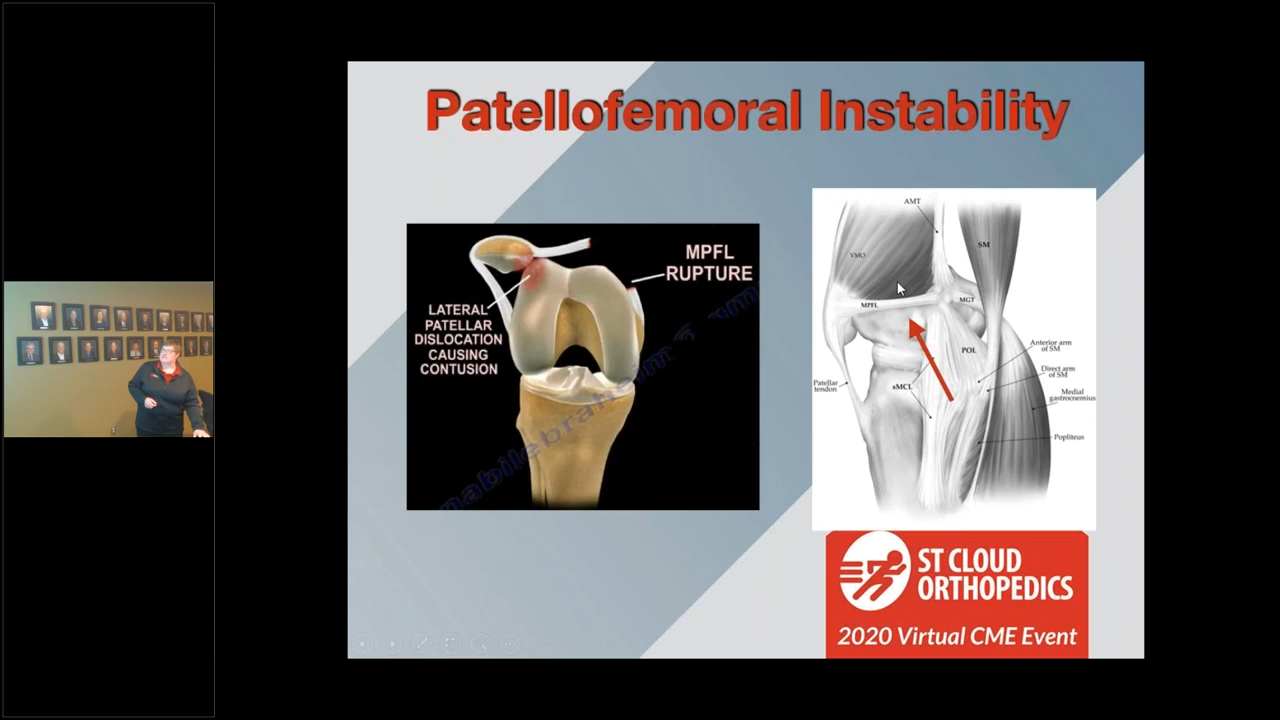 Patellofemoral Instability
MPFL
RUPTURE
LATERAL
PATELLAR
DISLOCATION
CAUSING
CONTUSION
AMT
SM
VMO
MPFL
MGT
POL
Anterior arm
of SM
Direct arm
of SM
Patellar
tendon
sMCL
Medial
gastrocnemius
Popliteus
ST CLOUD
ORTHOPEDICS
2020 Virtual CME Event